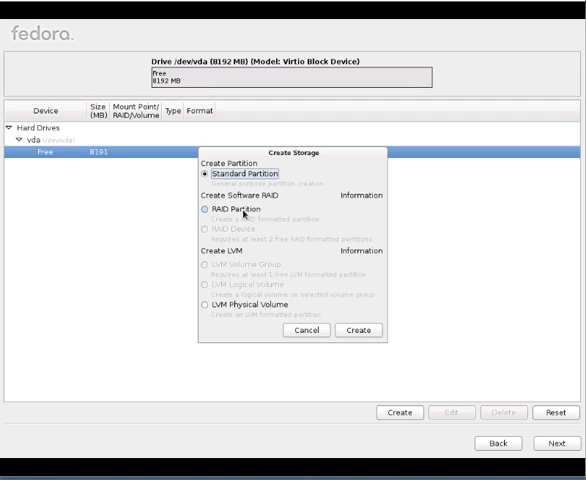 fedora.
Drive /dev/vda (8192 MB) (Model: Virtio Block Device)
Free
8192 MB
Device Size (MB) Mount Point/ RAID/Volume Type Format
Hard Drives
vda (/dev/vda)
Free 8191
Create Storage
Create Partition
Standard Partition
General purpose partition creation
Create Software RAID Information
RAID Partition
Create a RAID formatted partition
RAID Device
Requires at least 2 free RAID formatted partitions
Create LVM Information
LVM Volume Group
Requires at least 1 free LVM formatted partition
LVM Logical Volume
Create a logical volume on selected volume group
LVM Physical Volume
Create an LVM formatted partition
Cancel Create
Create Edit Delete Reset
Back Next